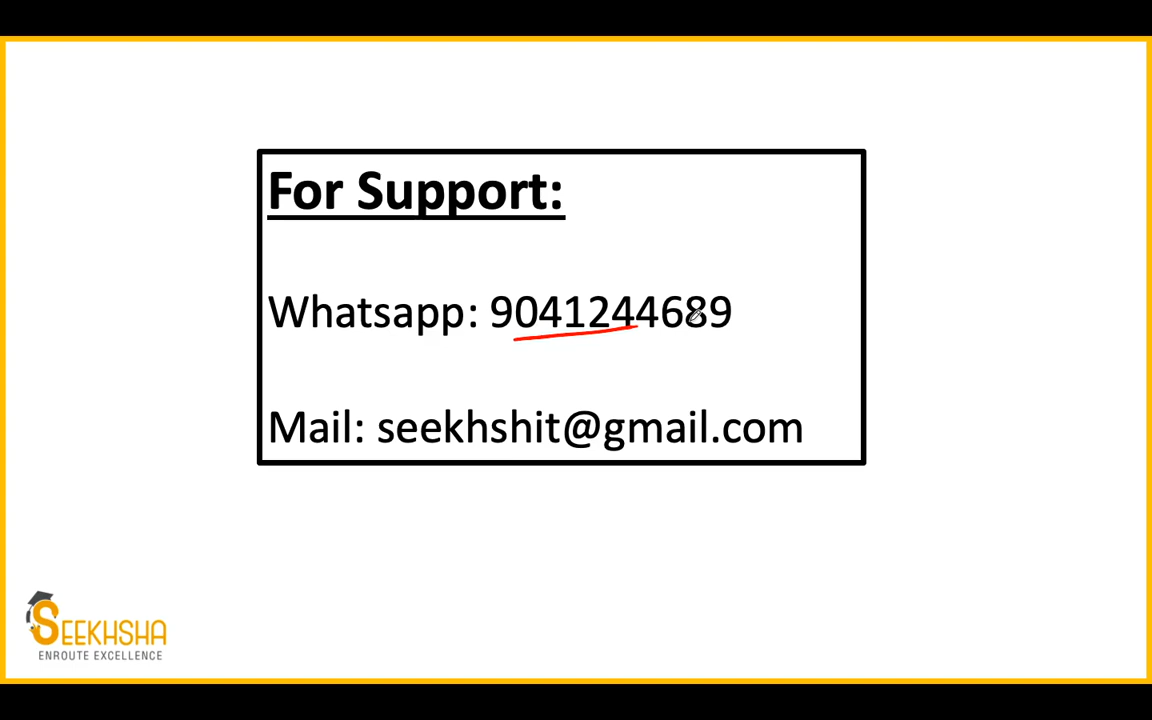 For Support:
Whatsapp: 9041244689
Mail: seekhshit@gmail.com
SEEKHSHA
ENROUTE EXCELLENCE